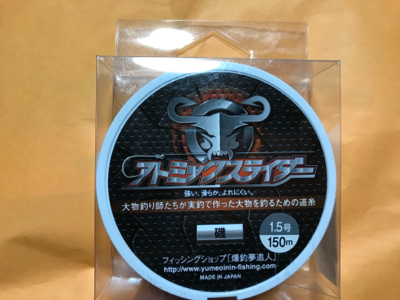 アトミックスライダー
強い、滑らか、よれにくい。
大物釣り師たちが実釣で作った大物を釣るための道糸
磯
1.5号
150m
フィッシングショップ「爆釣夢追人」
http://www.yumeoinin-fishing.com
MADE IN JAPAN